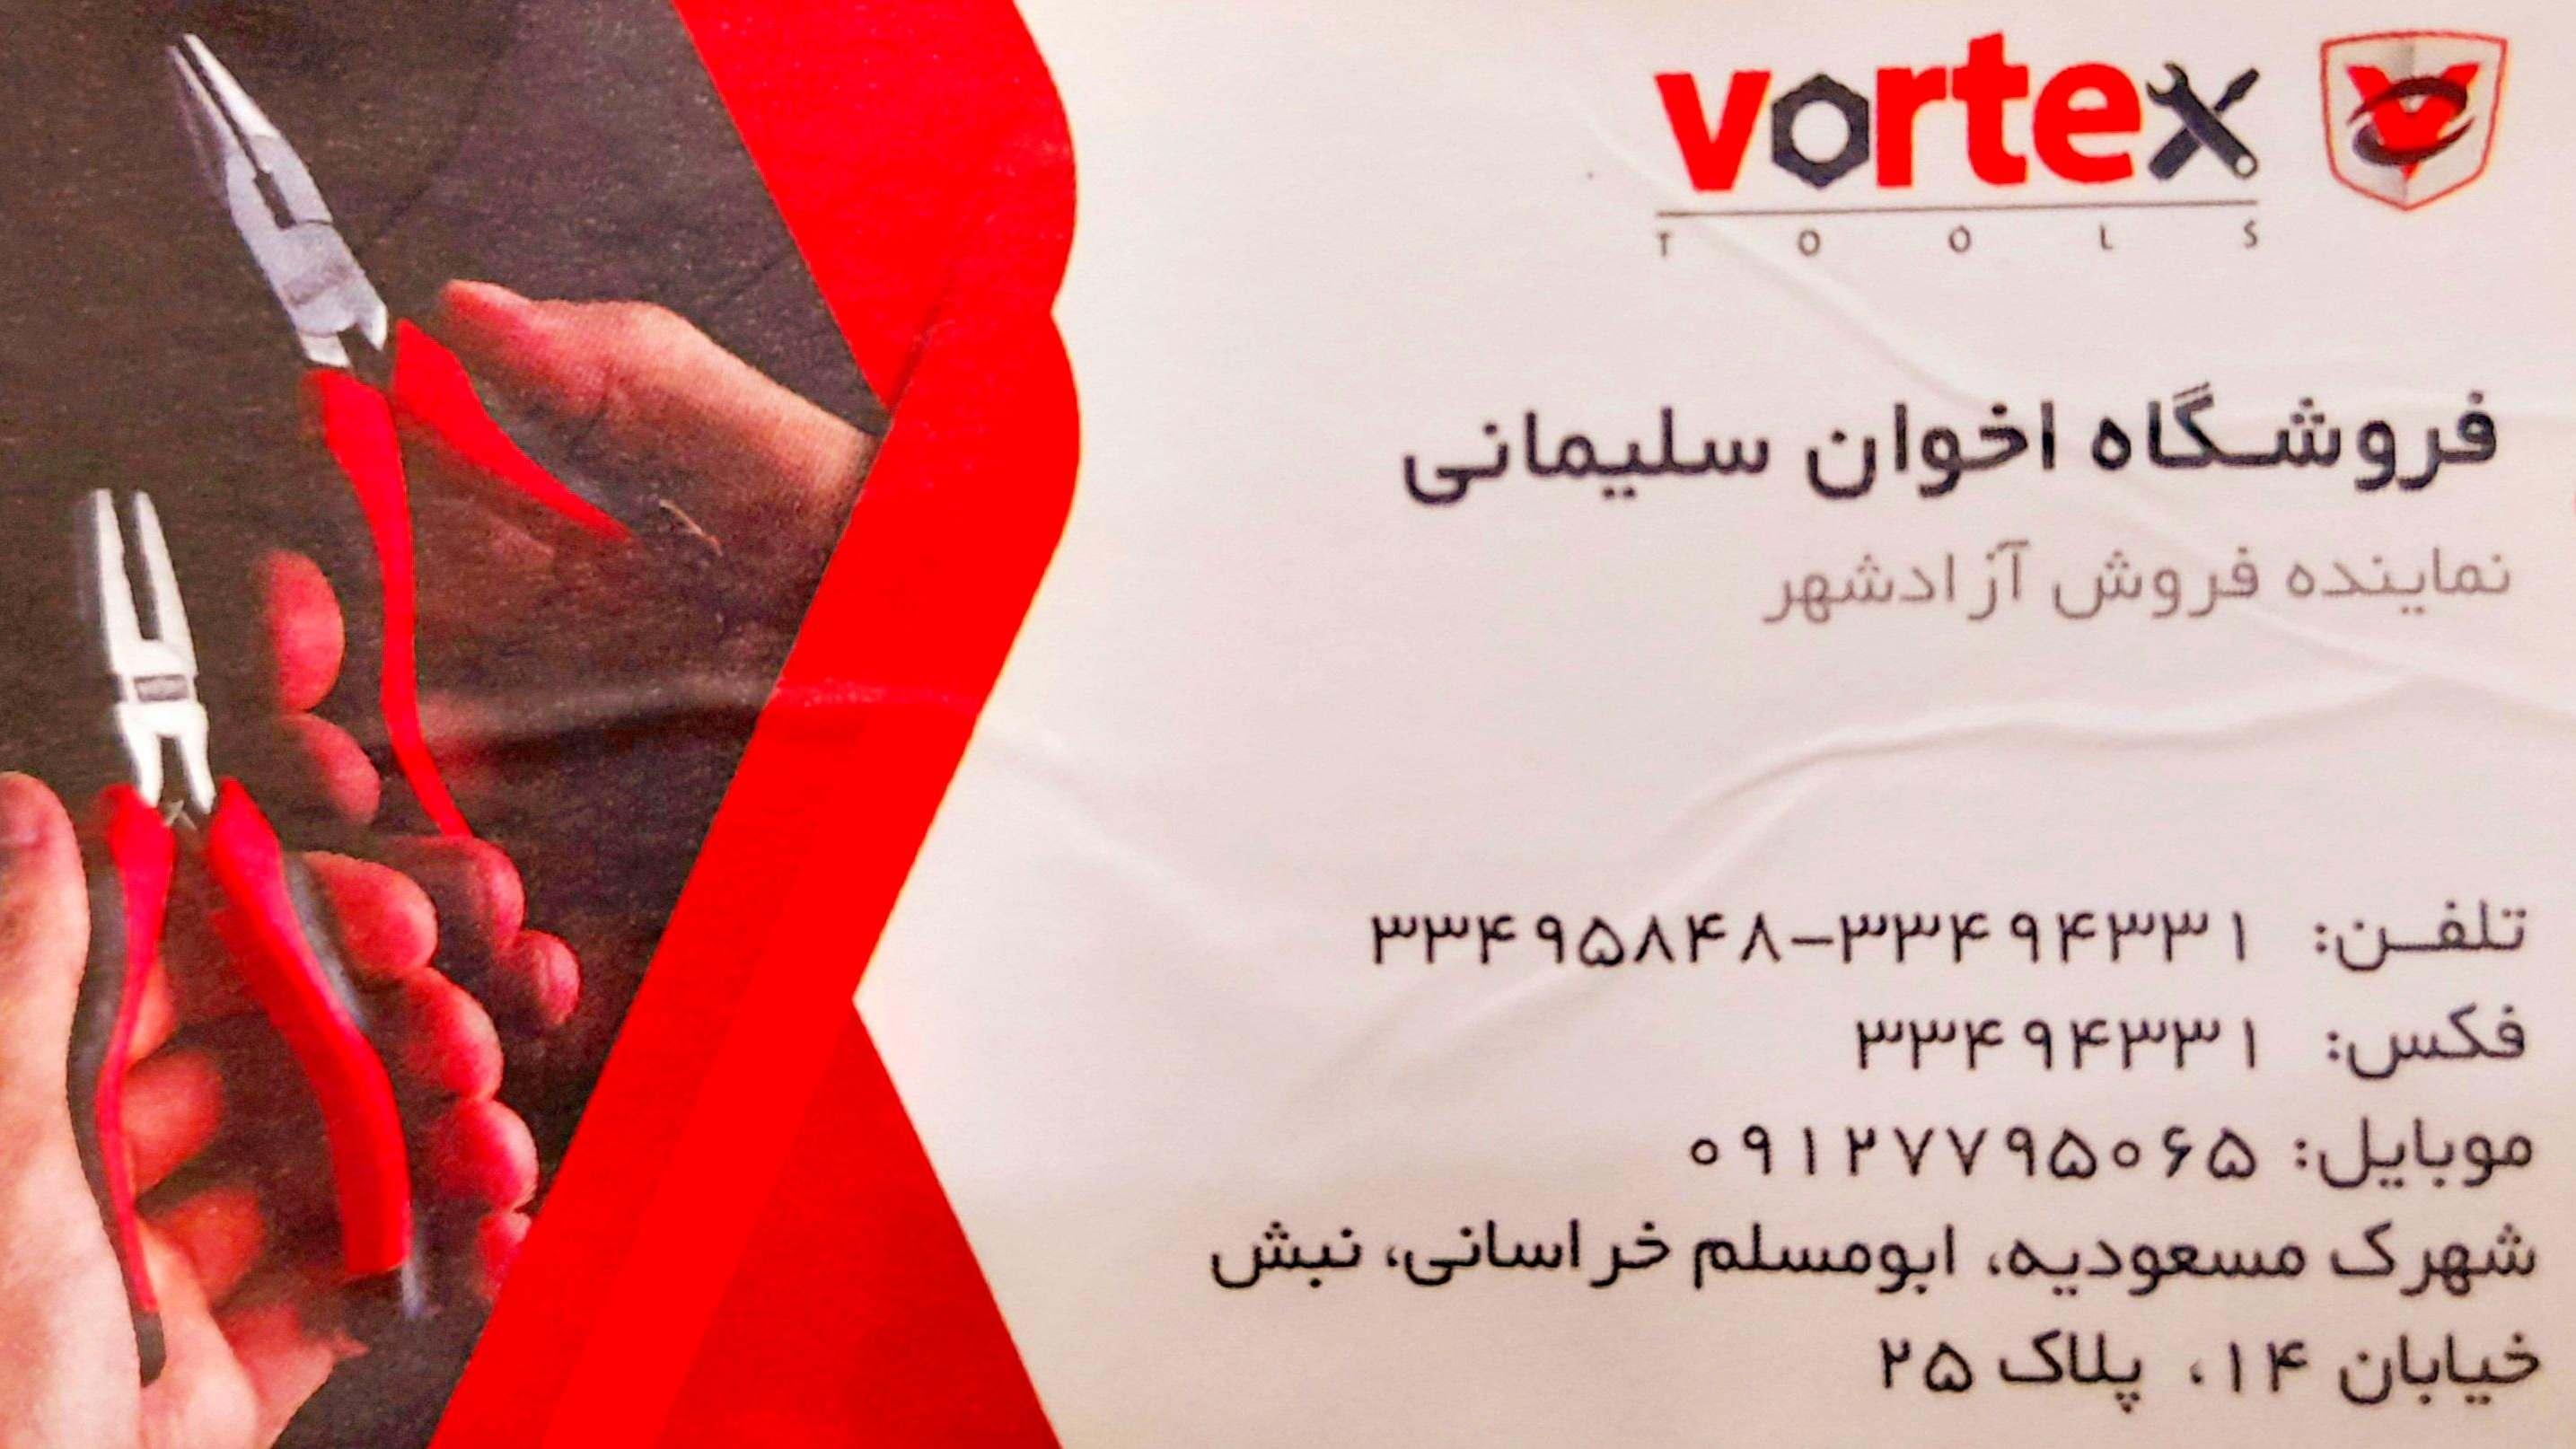 vortex
TOOLS
فروشگاه اخوان سلیمانی
نماینده فروش آزادشهر
تلفن: ۳۳۴۹۵۸۴۸-۳۳۴۹۴۳۳۱
فکس: ۳۳۴۹۴۳۳۱
موبایل: ۰۹۱۲۷۷۹۵۰۶۵
شهرک مسعودیه، ابومسلم خراسانی، نبش
خیابان ۱۴، پلاک ۲۵